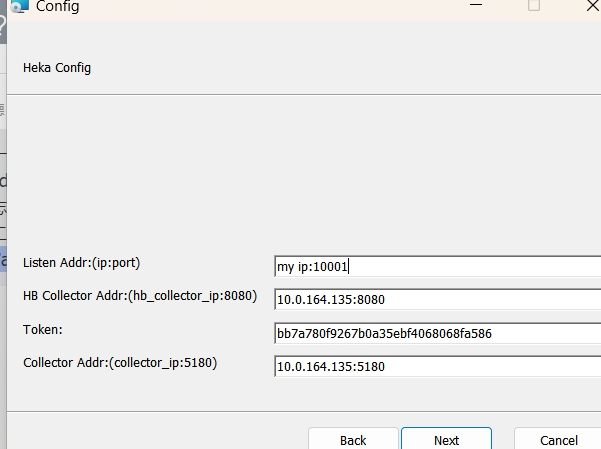 Config
Heka Config
Listen Addr:(ip:port)
my ip:10001
HB Collector Addr:(hb_collector_ip:8080)
10.0.164.135:8080
Token:
bb7a780f9267b0a35ebf4068068fa586
Collector Addr:(collector_ip:5180)
10.0.164.135:5180
Back
Next
Cancel